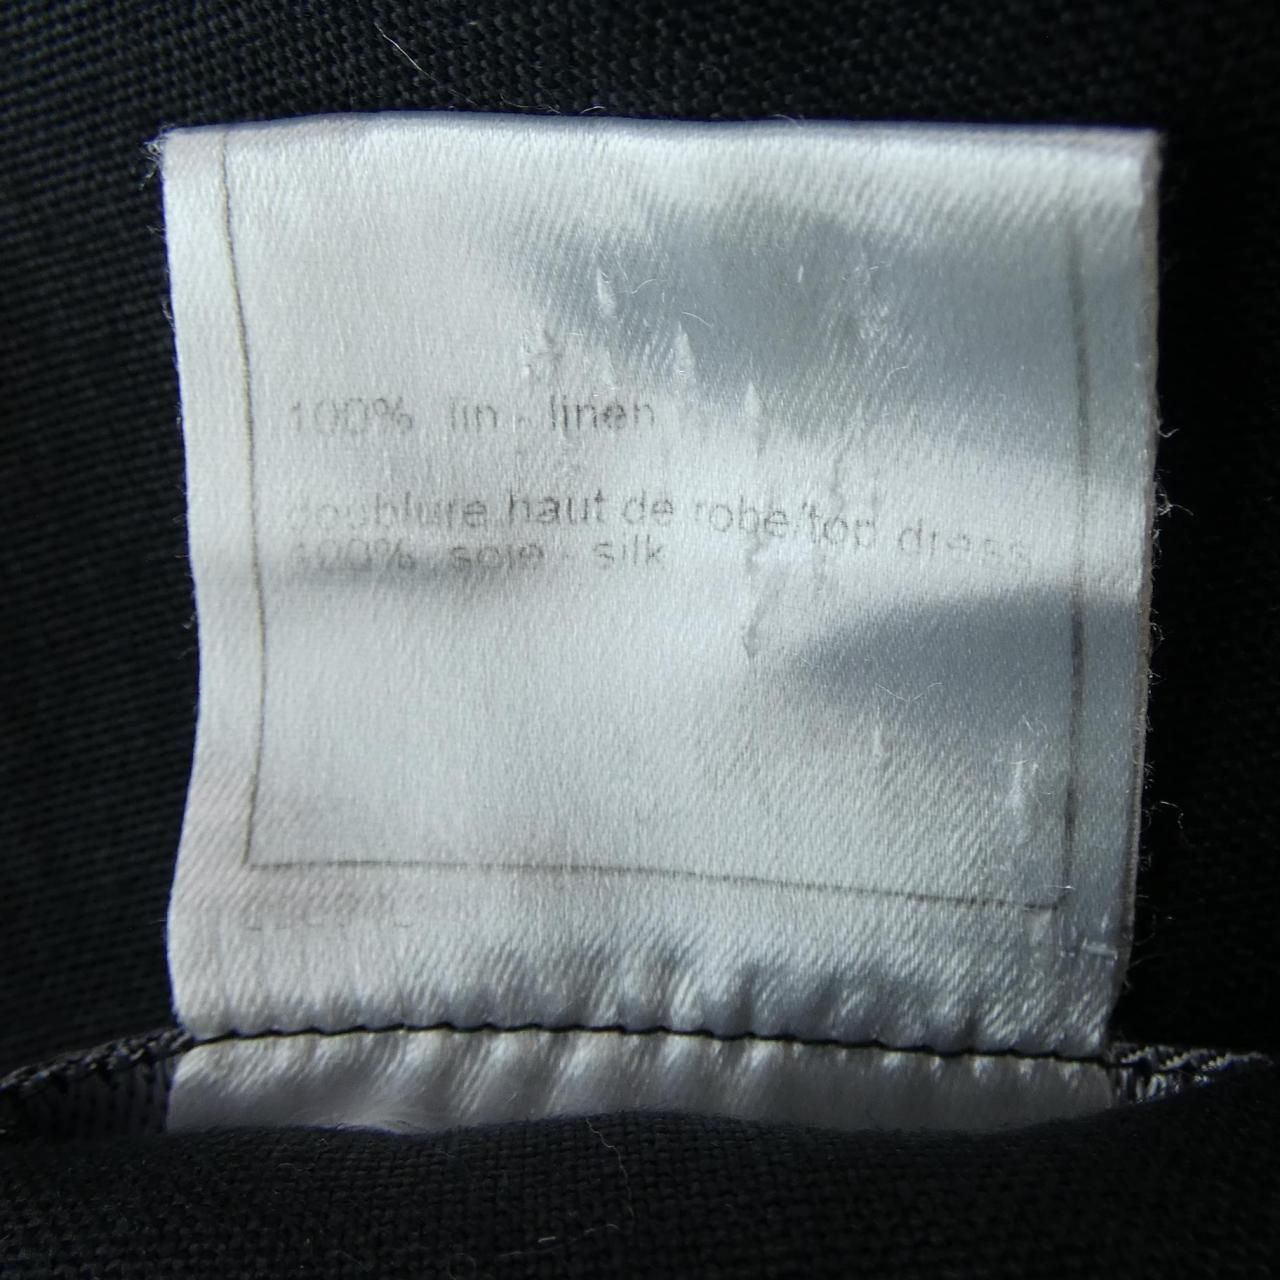 100% lin - linen
doublure haut de robe/top dress
100% soie - silk